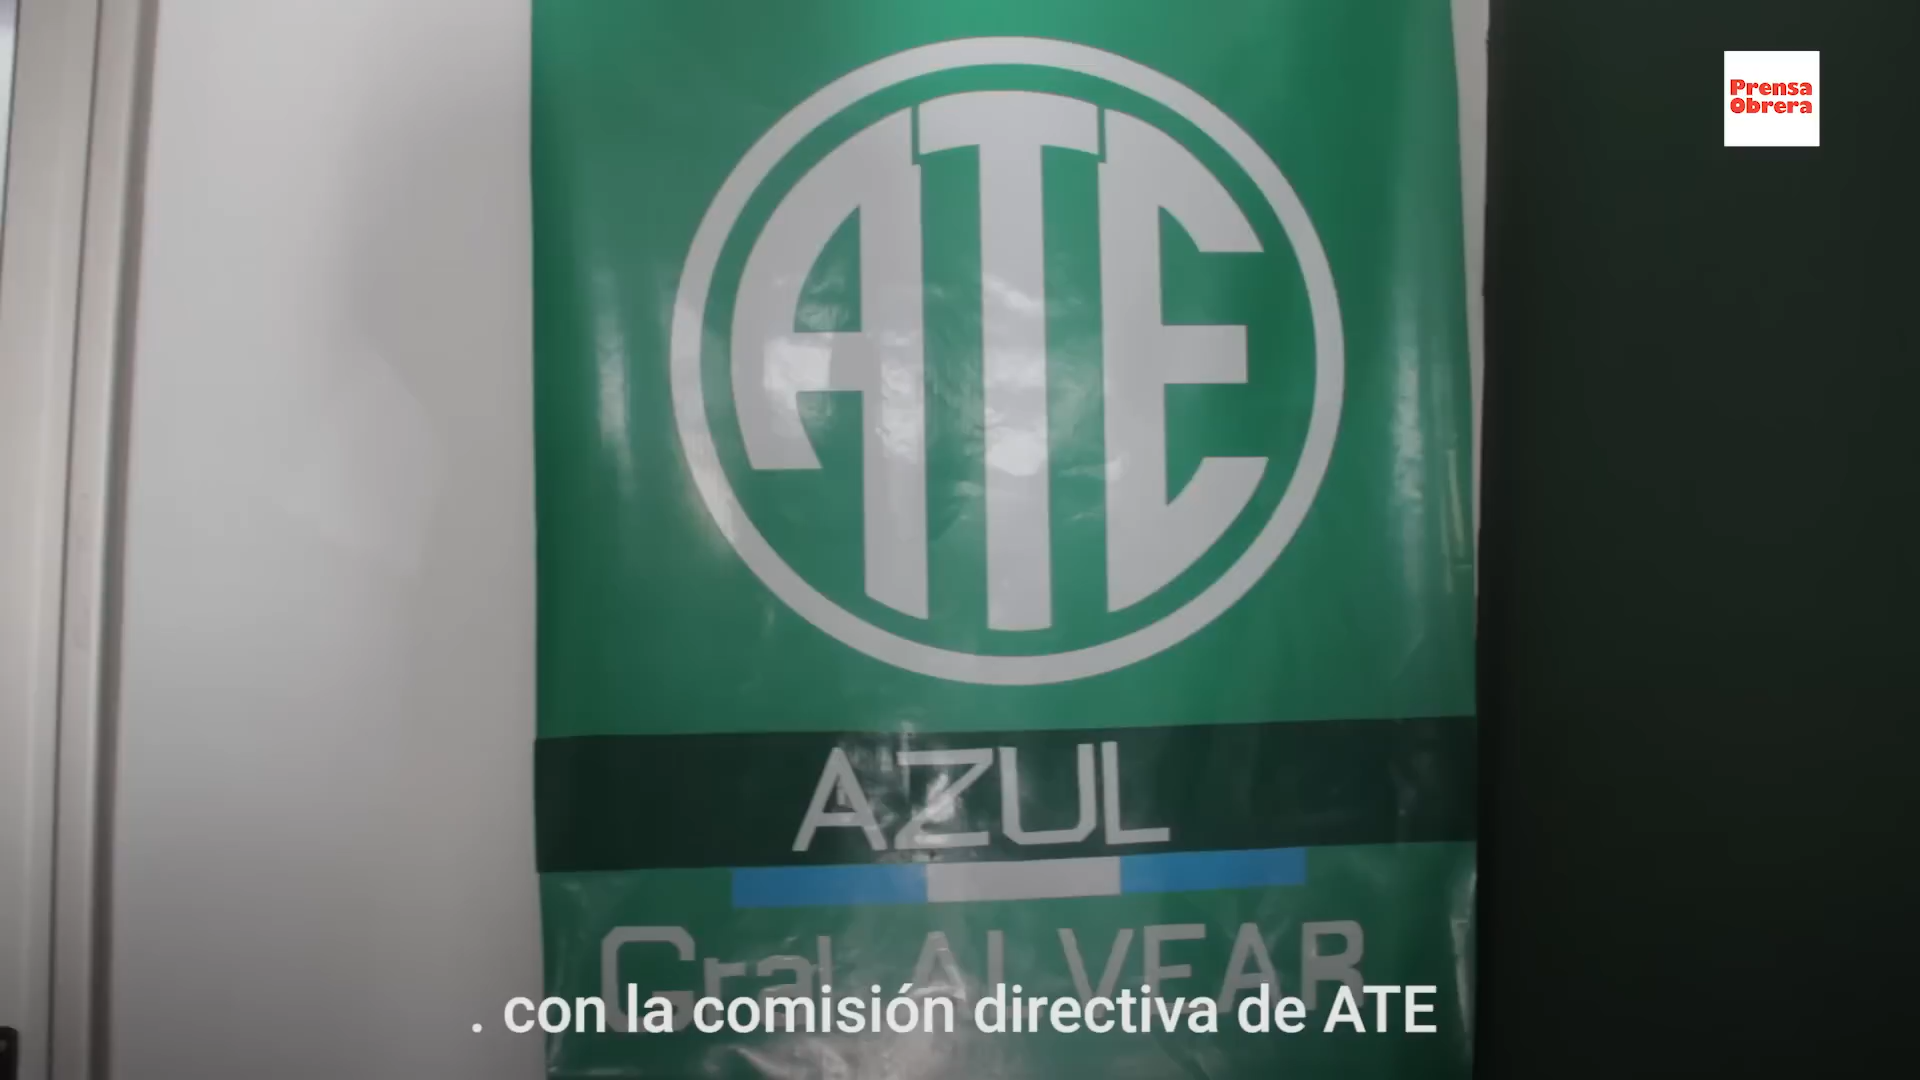 Prensa
Obrera
ATE
AZUL
Gral. ALVEAR
. con la comisión directiva de ATE